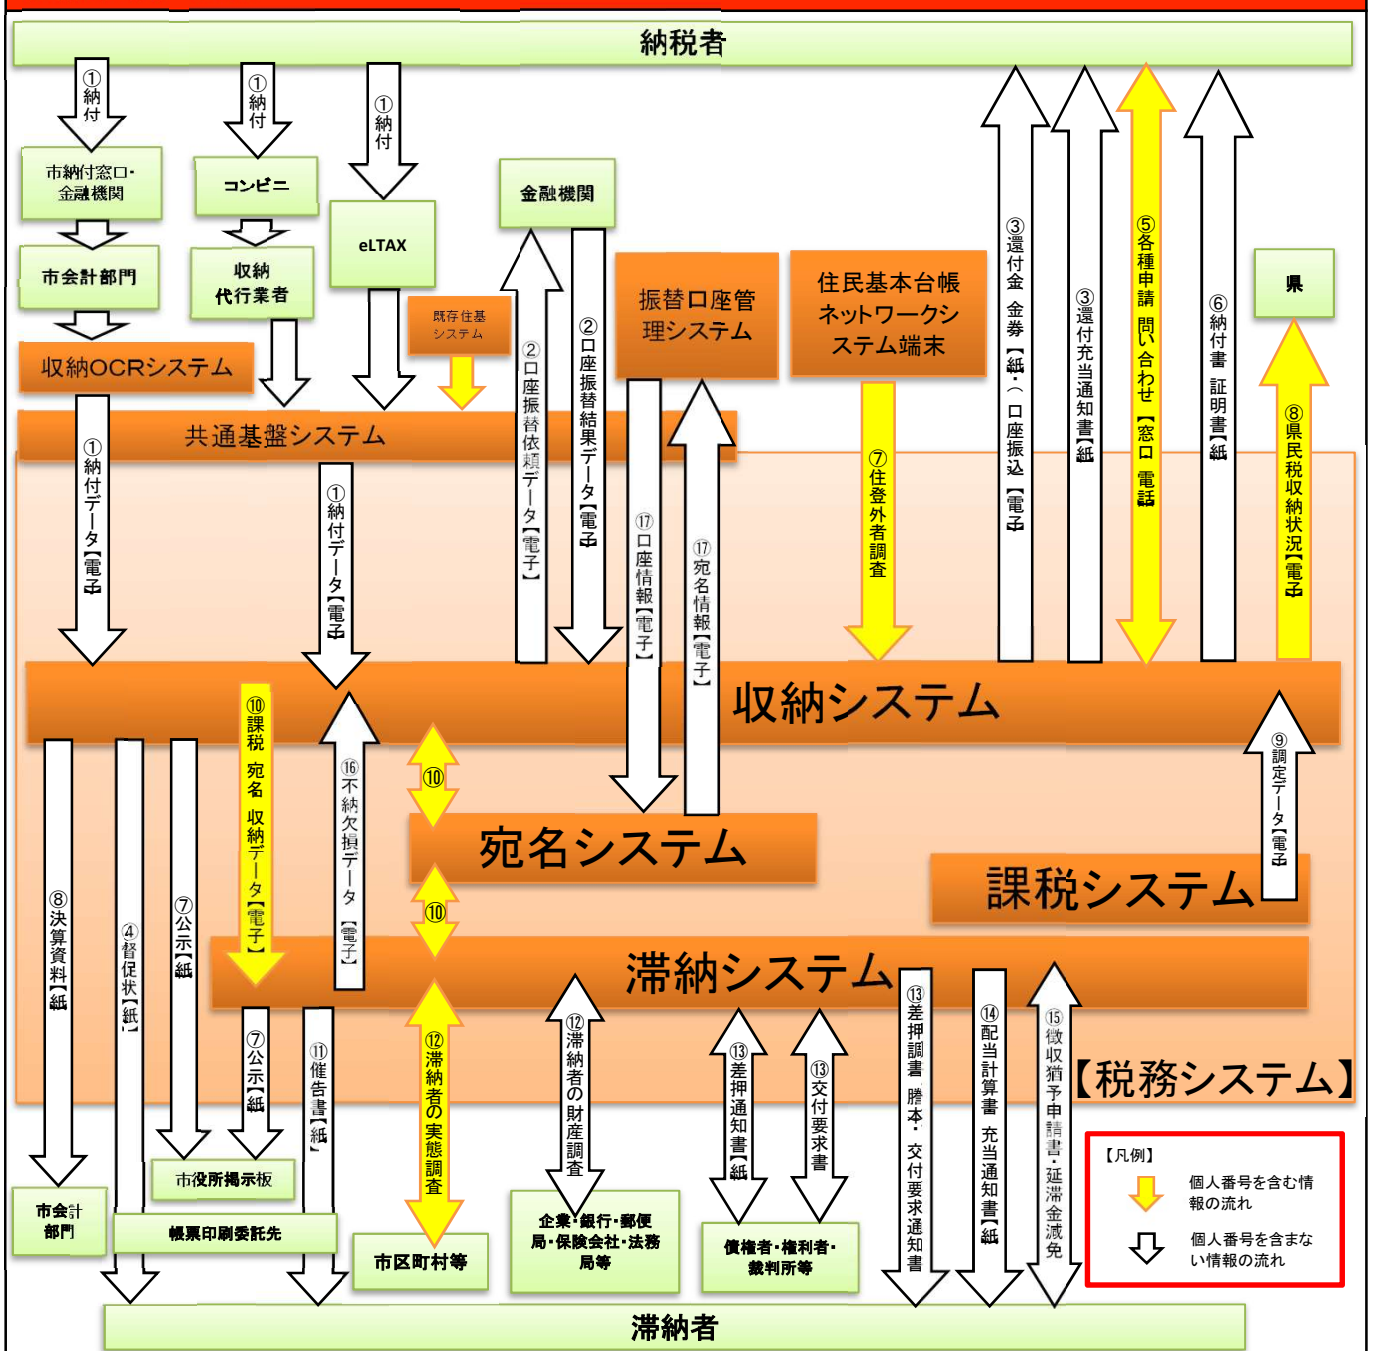 納税者
①納付
①納付
①納付
市納付窓口・
金融機関
コンビニ
eLTAX
金融機関
市会計部門
収納
代行業者
既存住基
システム
振替口座管
理システム
住民基本台帳
ネットワークシ
ステム端末
県
収納OCRシステム
共通基盤システム
①納付データ【電子】
①納付データ【電子】
②口座振替依頼データ【電子】
②口座振替結果データ【電子】
⑰口座情報【電子】
⑰宛名情報【電子】
⑦住登外者調査
③還付金 金券【紙】・（口座振込【電子】
③還付充当通知書【紙】
⑤各種申請 問い合わせ【窓口 電話】
⑥納付書 証明書【紙】
⑧県民税収納状況【電子】
収納システム
⑩課税 宛名 収納データ【電子】
⑯不納欠損データ【電子】
⑩
宛名システム
⑨調定データ【電子】
課税システム
⑧決算資料【紙】
④督促状【紙】
⑦公示【紙】
⑩
滞納システム
⑦公示【紙】
⑪催告書【紙】
⑫滞納者の実態調査
⑫滞納者の財産調査
⑬差押通知書【紙】
⑬交付要求書
⑬差押調書 謄本・交付要求通知書
⑭配当計算書 充当通知書【紙】
⑮徴収猶予申請書・延滞金減免
【税務システム】
市役所掲示板
市会計
部門
帳票印刷委託先
市区町村等
企業・銀行・郵便
局・保険会社・法務
局等
債権者・権利者・
裁判所等
【凡例】
個人番号を含む情
報の流れ
個人番号を含まな
い情報の流れ
滞納者